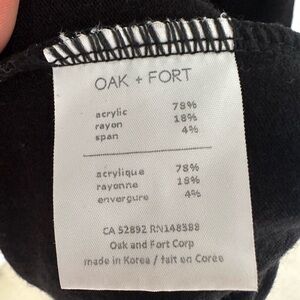 OAK + FORT
acrylic 78%
rayon 18%
span 4%
acrylique 78%
rayonne 18%
envergure 4%
CA 52892 RN148388
Oak and Fort Corp
made in Korea / fait en Coree